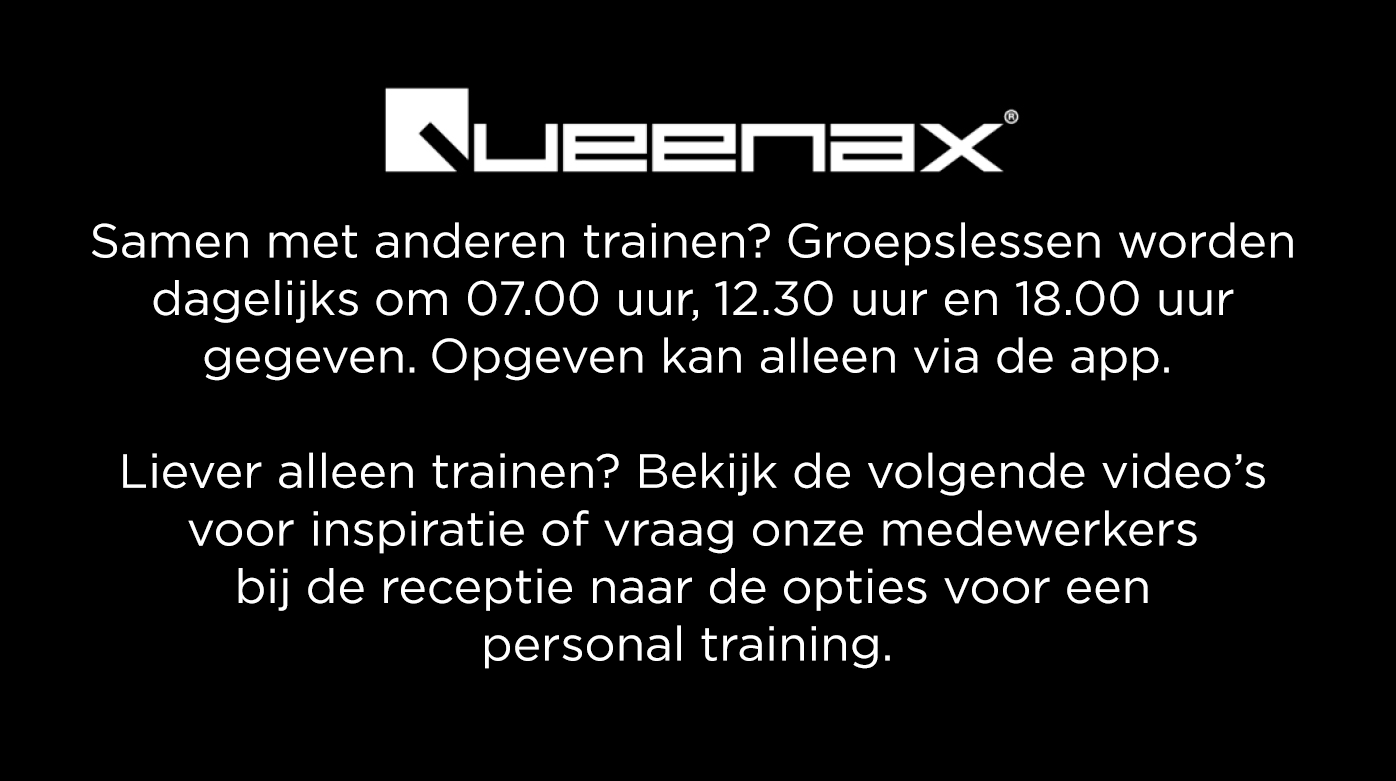 Queenax®
Samen met anderen trainen? Groepslessen worden
dagelijks om 07.00 uur, 12.30 uur en 18.00 uur
gegeven. Opgeven kan alleen via de app.
Liever alleen trainen? Bekijk de volgende video’s
voor inspiratie of vraag onze medewerkers
bij de receptie naar de opties voor een
personal training.